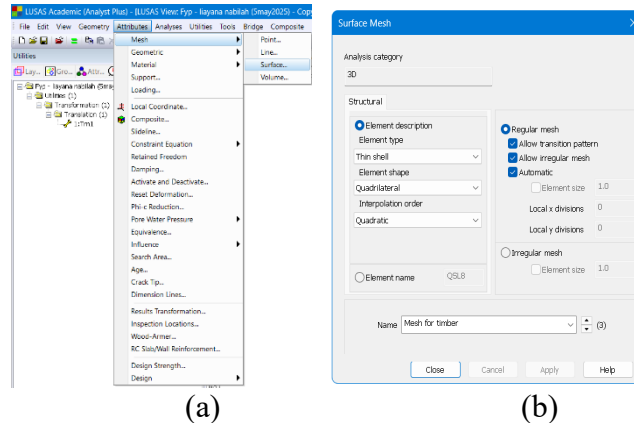 LUSAS Academic (Analyst Plus) - [LUSAS View: Fyp - liayana nabilah (5may2025) - Copy
File Edit View Geometry Attributes Analyses Utilities Tools Bridge Composite
Utilities
Lay... Gro... Attr...
Fyp - liayana nabilah (5may
Utilities (1)
Transformation (1)
Translation (1)
1:Trn1
Mesh
Geometric
Material
Support...
Loading...
Local Coordinate...
Composite...
Slideline...
Constraint Equation
Retained Freedom
Damping...
Activate and Deactivate...
Reset Deformation...
Phi-c Reduction...
Pore Water Pressure
Equivalence...
Influence
Search Area...
Age...
Crack Tip...
Dimension Lines...
Results Transformation...
Inspection Locations...
Wood-Armer...
RC Slab/Wall Reinforcement...
Design Strength...
Design
Point...
Line...
Surface...
Volume...
(a)
Surface Mesh
Analysis category
3D
Structural
Element description
Element type
Thin shell
Element shape
Quadrilateral
Interpolation order
Quadratic
Element name QSL8
Regular mesh
Allow transition pattern
Allow irregular mesh
Automatic
Element size 1.0
Local x divisions 0
Local y divisions 0
Irregular mesh
Element size 1.0
Name Mesh for timber (3)
Close Cancel Apply Help
(b)